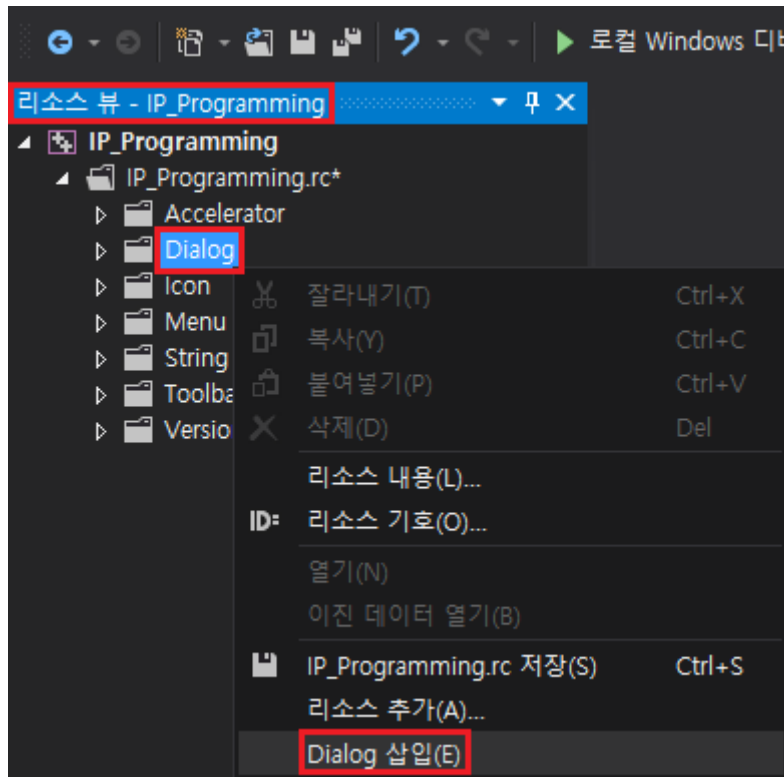 로컬 Windows 디버
리소스 뷰 - IP_Programming
IP_Programming
IP_Programming.rc*
Accelerator
Dialog
Icon
Menu
String
Toolba
Versio
잘라내기(T) Ctrl+X
복사(Y) Ctrl+C
붙여넣기(P) Ctrl+V
삭제(D) Del
리소스 내용(L)...
ID= 리소스 기호(O)...
열기(N)
이진 데이터 열기(B)
IP_Programming.rc 저장(S) Ctrl+S
리소스 추가(A)...
Dialog 삽입(E)